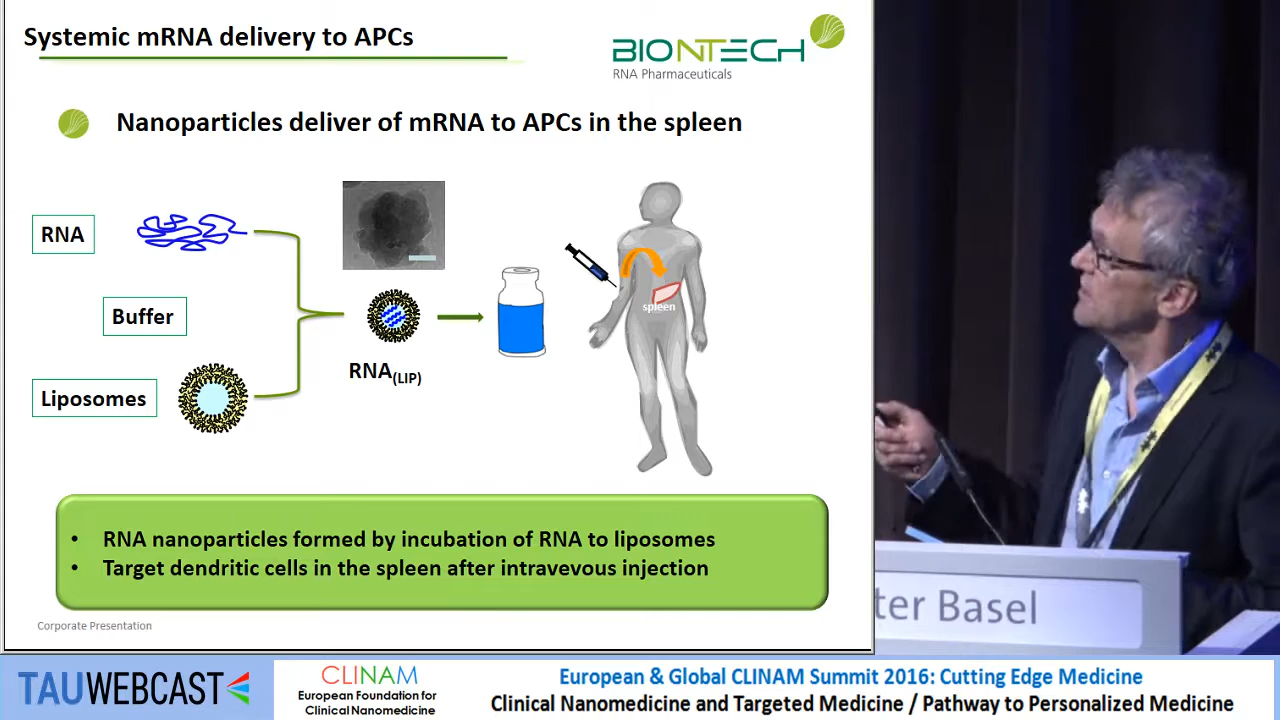 Systemic mRNA delivery to APCs
BIONTECH
RNA Pharmaceuticals
Nanoparticles deliver of mRNA to APCs in the spleen
RNA
Buffer
Liposomes
RNA(LIP)
spleen
• RNA nanoparticles formed by incubation of RNA to liposomes
• Target dendritic cells in the spleen after intravevous injection
Corporate Presentation
ter Basel
TAUWEBCAST
CLINAM
European Foundation for
Clinical Nanomedicine
European & Global CLINAM Summit 2016: Cutting Edge Medicine
Clinical Nanomedicine and Targeted Medicine / Pathway to Personalized Medicine